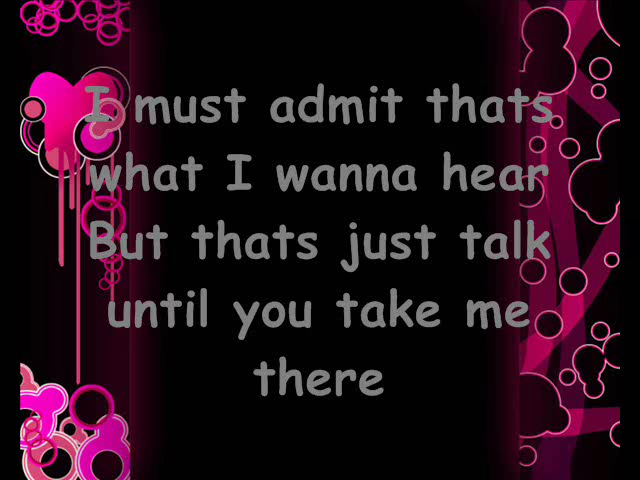 I must admit thats
what I wanna hear
But thats just talk
until you take me
there